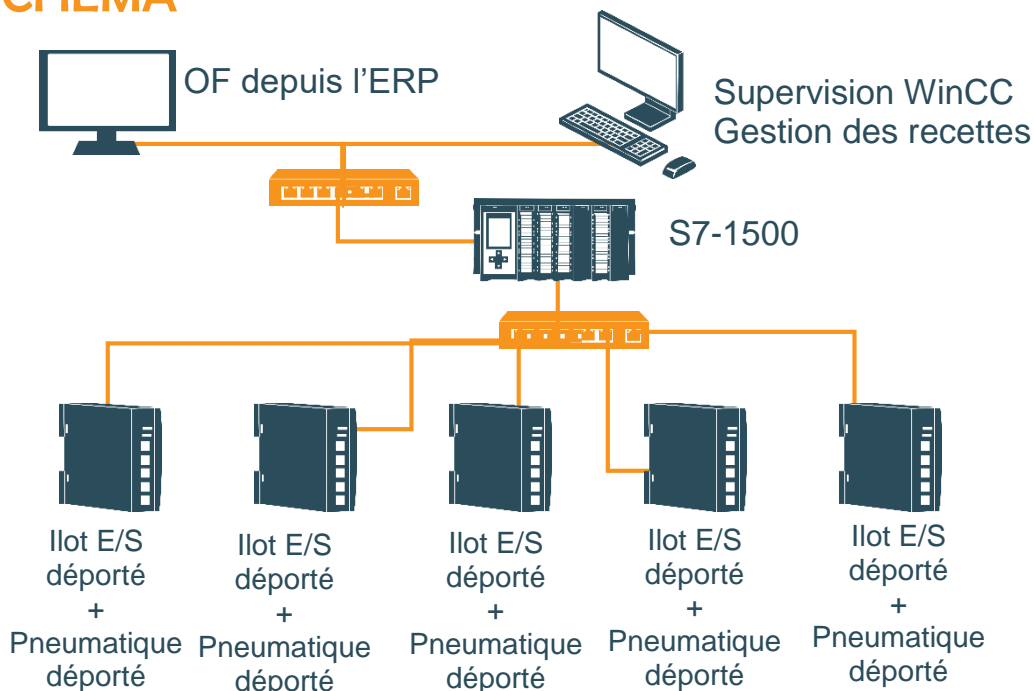 SCHEMA
OF depuis l’ERP
Supervision WinCC
Gestion des recettes
S7-1500
Ilot E/S
déporté
+
Pneumatique
déporté
Ilot E/S
déporté
+
Pneumatique
déporté
Ilot E/S
déporté
+
Pneumatique
déporté
Ilot E/S
déporté
+
Pneumatique
déporté
Ilot E/S
déporté
+
Pneumatique
déporté